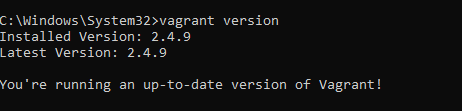 C:\Windows\System32>vagrant version
Installed Version: 2.4.9
Latest Version: 2.4.9
You're running an up-to-date version of Vagrant!